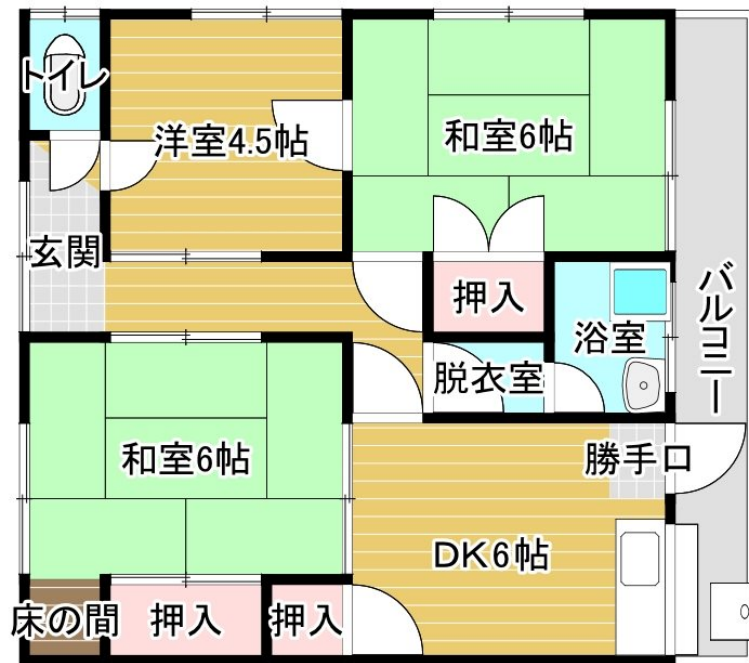 トイレ
洋室4.5帖
和室6帖
玄関
押入
浴室
バルコニー
脱衣室
和室6帖
勝手口
DK6帖
床の間
押入
押入